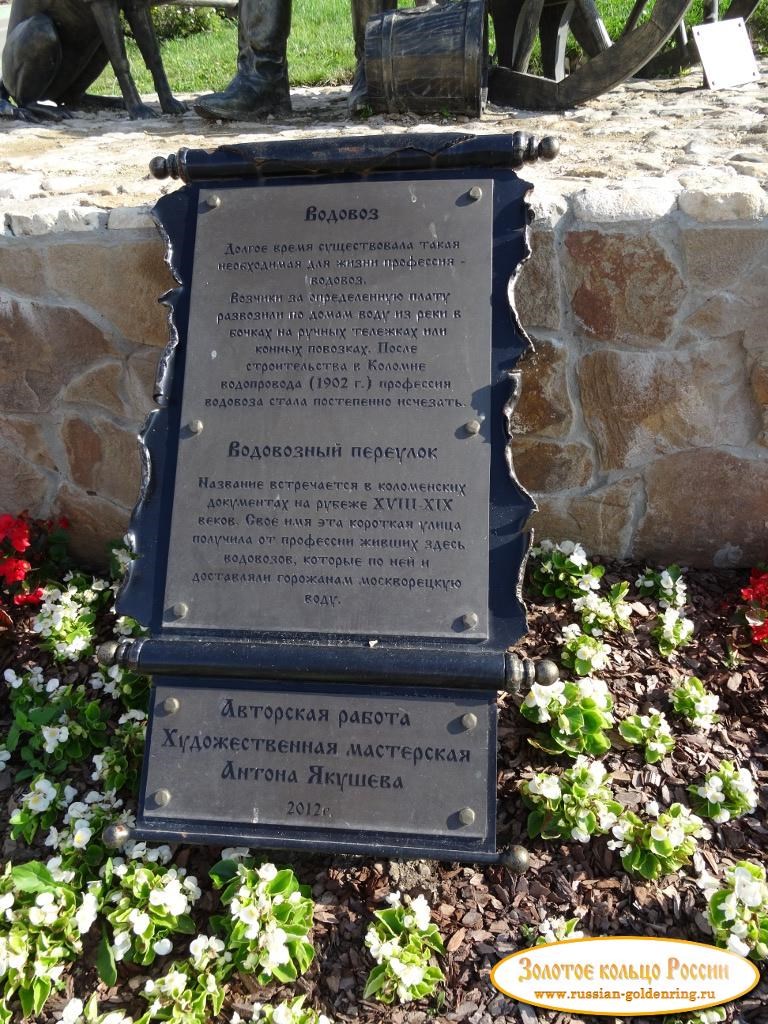 Водовоз
Долгое время существовала такая
необходимая для жизни профессия -
водовоз.
Возчики за определенную плату
развозили по домам воду из реки в
бочках на ручных тележках или
конных повозках. После
строительства в Коломне
водопровода (1902 г.) профессия
водовоза стала постепенно исчезать.
Водовозный переулок
Название встречается в коломенских
документах на рубеже XVIII-XIX
веков. Своё имя эта короткая улица
получила от профессии живших здесь
водовозов, которые по ней и
доставляли горожанам москворецкую
воду.
Авторская работа
Художественная мастерская
Антона Якушева
2012г.
Золотое кольцо России
www.russian-goldenring.ru